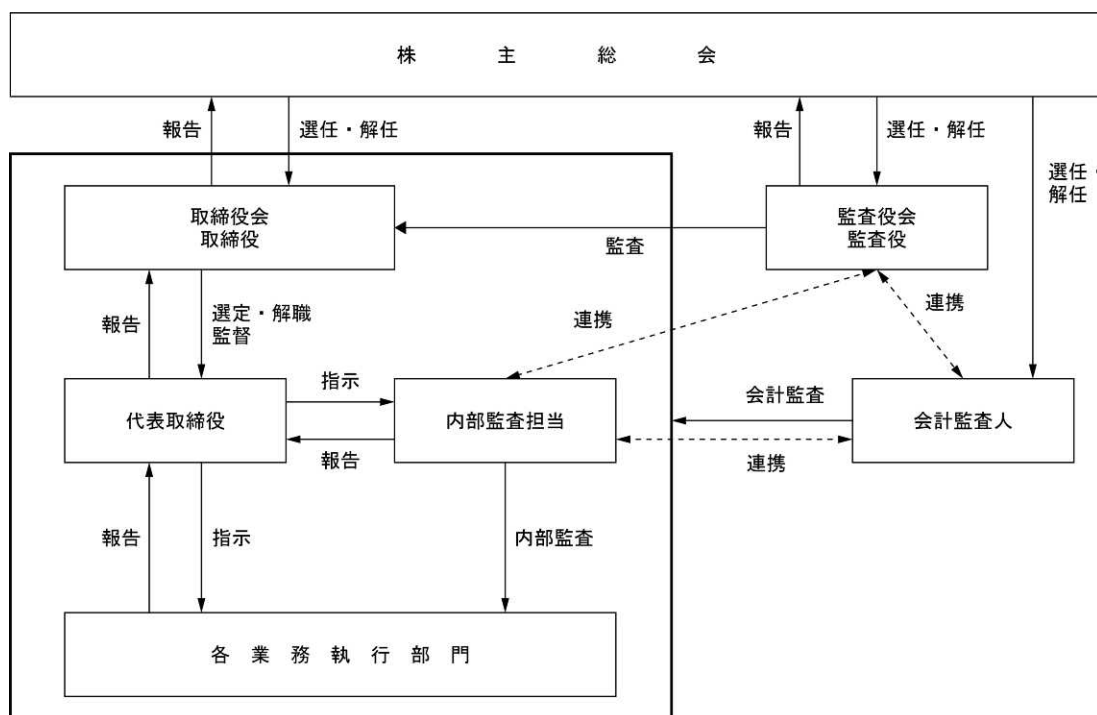 株主総会
報告
選任・解任
報告
選任・解任
選任・
解任
取締役会
取締役
監査
監査役会
監査役
報告
選定・解職
監督
連携
連携
代表取締役
指示
報告
内部監査担当
会計監査
連携
会計監査人
報告
指示
内部監査
各業務執行部門